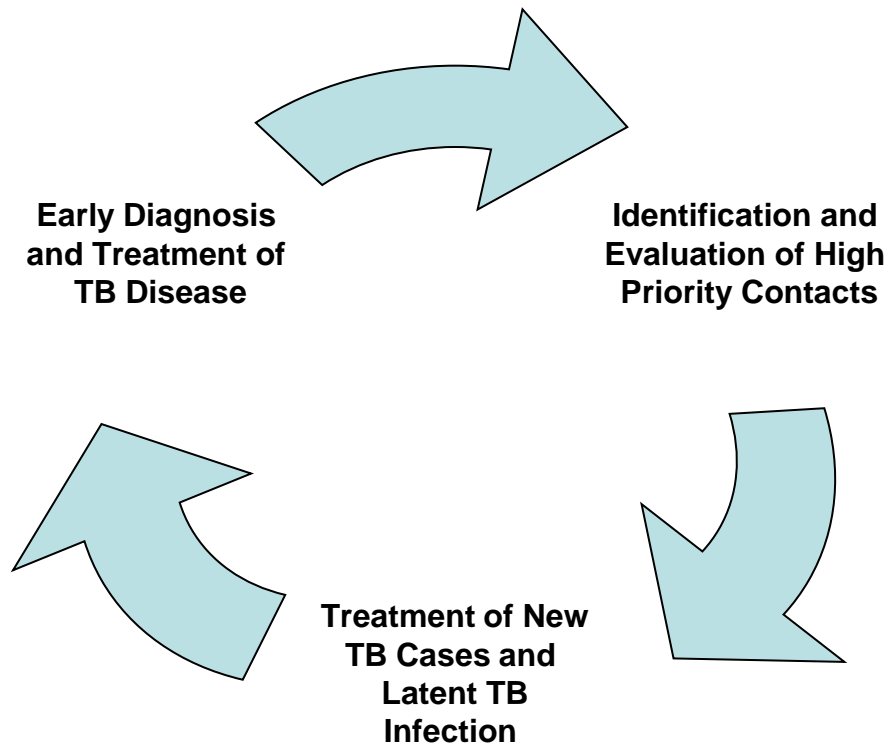 Early Diagnosis
and Treatment of
TB Disease
Identification and
Evaluation of High
Priority Contacts
Treatment of New
TB Cases and
Latent TB
Infection